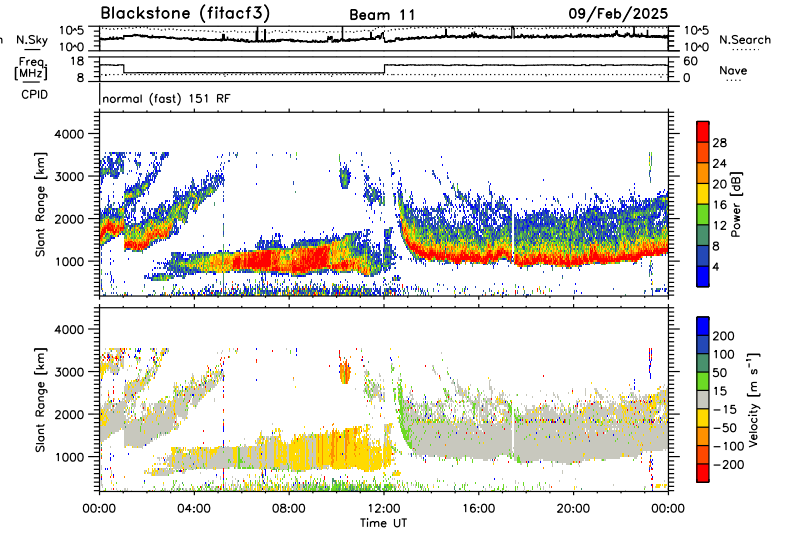 Blackstone (fitacf3) Beam 11 09/Feb/2025
n N.Sky 10^5 10^0 10^5 10^0 N.Search
Freq. [MHz] 18 8 60 0 Nave
CPID normal (fast) 151 RF
Slant Range [km] 4000 3000 2000 1000
28 24 20 16 12 8 4 Power [dB]
Slant Range [km] 4000 3000 2000 1000
200 100 50 15 −15 −50 −100 −200 Velocity [m s⁻¹]
00:00 04:00 08:00 12:00 16:00 20:00 00:00
Time UT